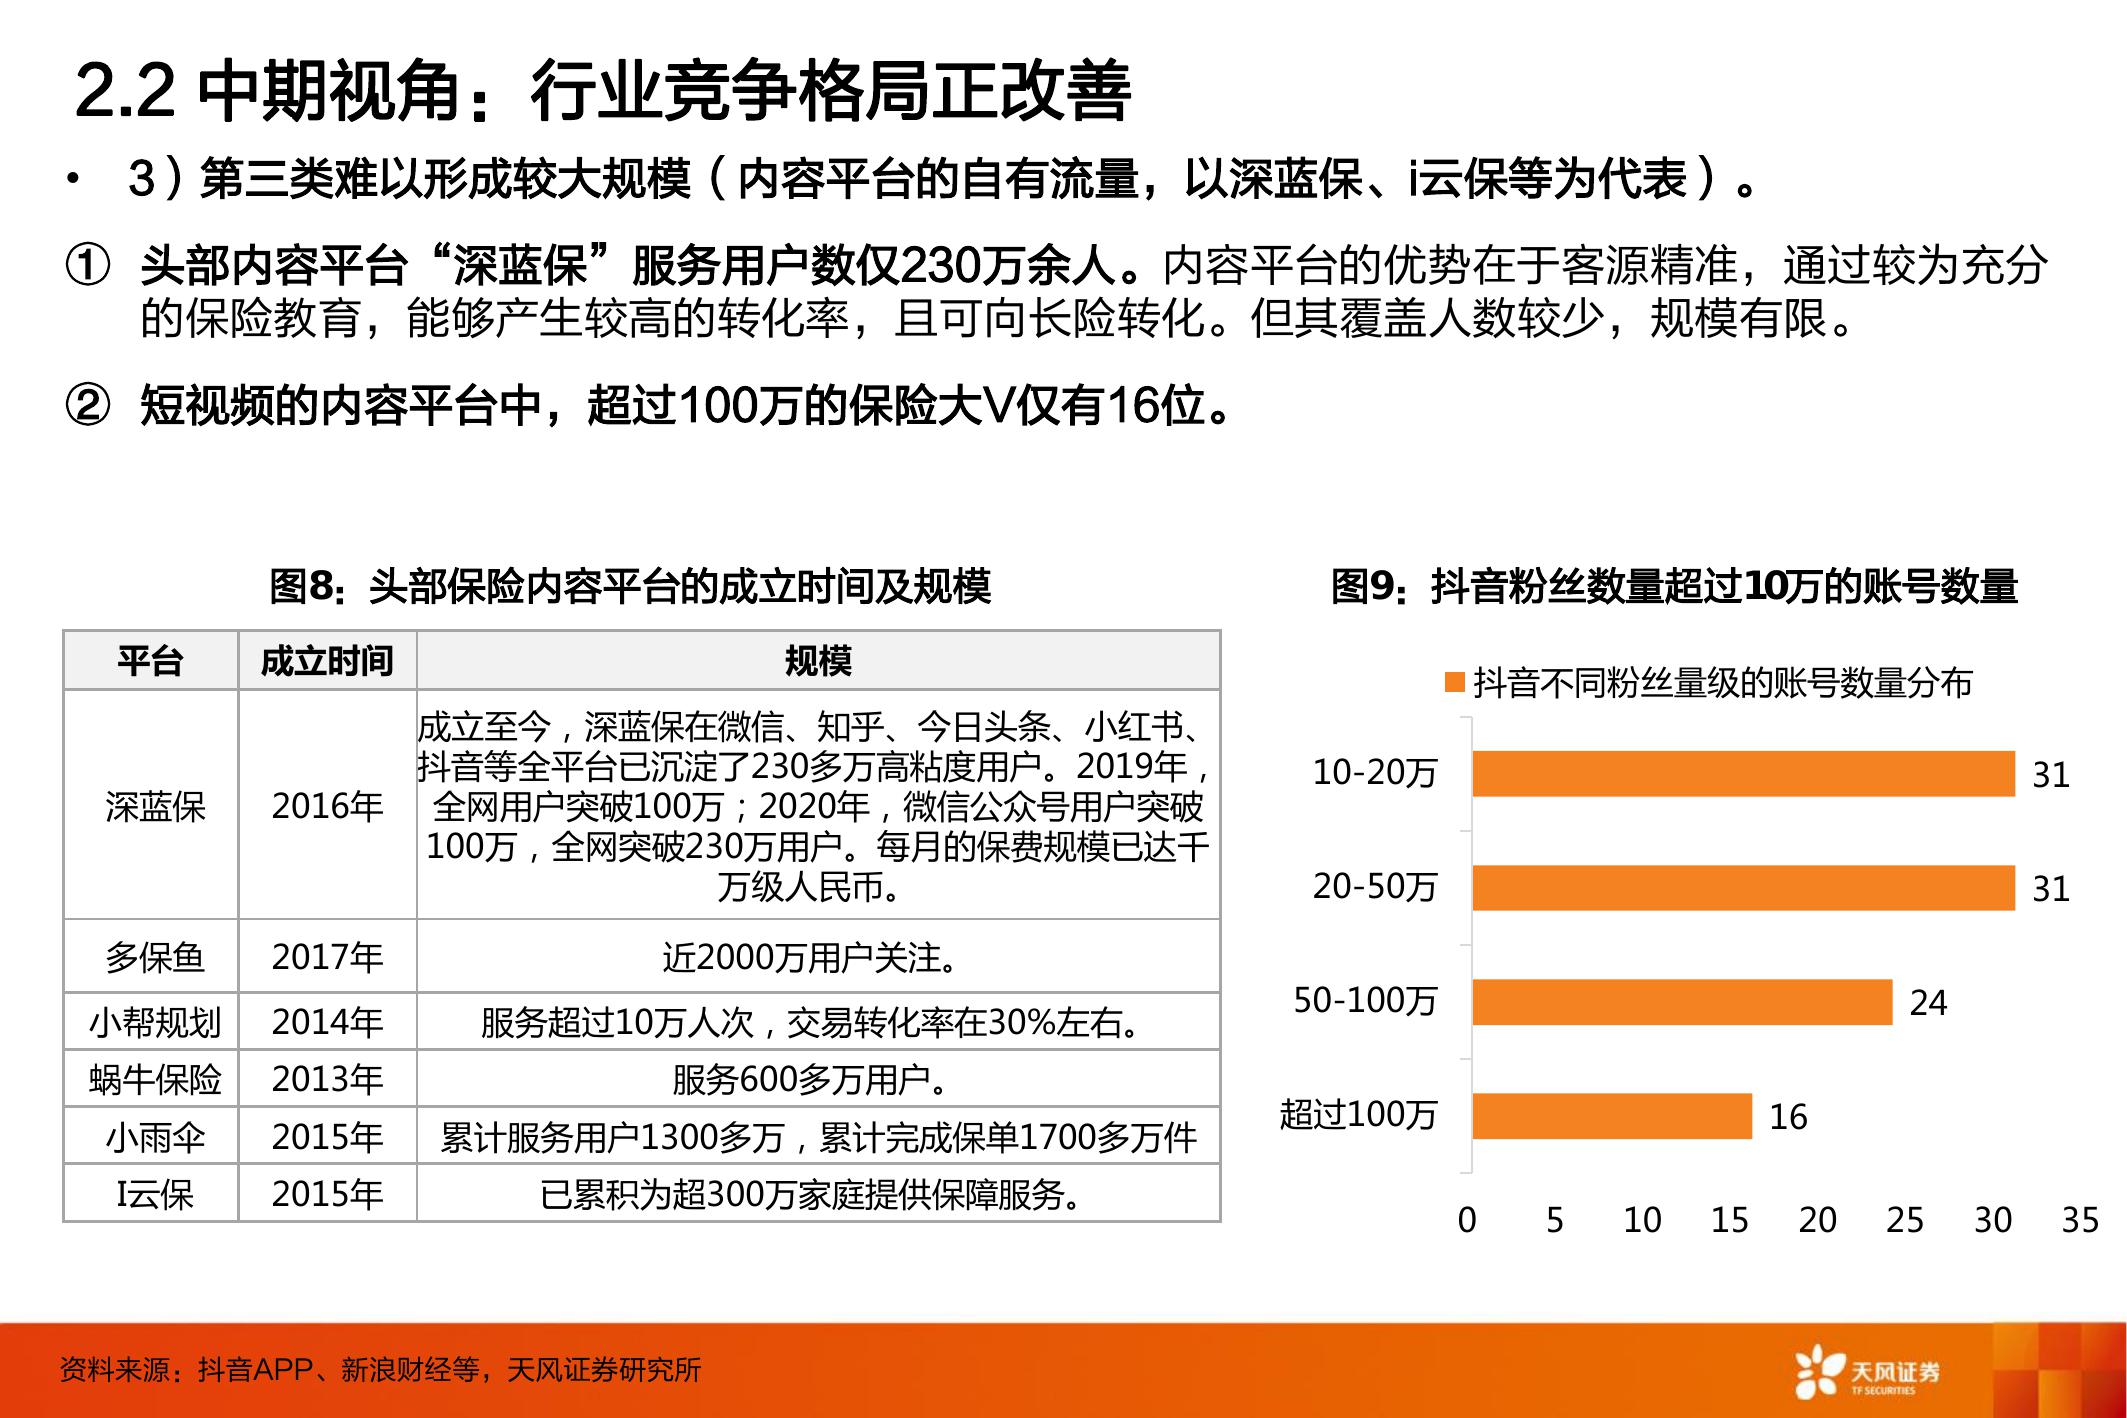 2.2 中期视角：行业竞争格局正改善
• 3）第三类难以形成较大规模（内容平台的自有流量，以深蓝保、i云保等为代表）。
① 头部内容平台“深蓝保”服务用户数仅230万余人。内容平台的优势在于客源精准，通过较为充分
的保险教育，能够产生较高的转化率，且可向长险转化。但其覆盖人数较少，规模有限。
② 短视频的内容平台中，超过100万的保险大V仅有16位。
图8：头部保险内容平台的成立时间及规模
平台 成立时间 规模
深蓝保 2016年
成立至今，深蓝保在微信、知乎、今日头条、小红书、
抖音等全平台已沉淀了230多万高粘度用户。2019年，
全网用户突破100万；2020年，微信公众号用户突破
100万，全网突破230万用户。每月的保费规模已达千
万级人民币。
多保鱼 2017年 近2000万用户关注。
小帮规划 2014年 服务超过10万人次，交易转化率在30%左右。
蜗牛保险 2013年 服务600多万用户。
小雨伞 2015年 累计服务用户1300多万，累计完成保单1700多万件
I云保 2015年 已累积为超300万家庭提供保障服务。
图9：抖音粉丝数量超过10万的账号数量
抖音不同粉丝量级的账号数量分布
10-20万 31
20-50万 31
50-100万 24
超过100万 16
0 5 10 15 20 25 30 35
资料来源：抖音APP、新浪财经等，天风证券研究所
天风证券
TF SECURITIES